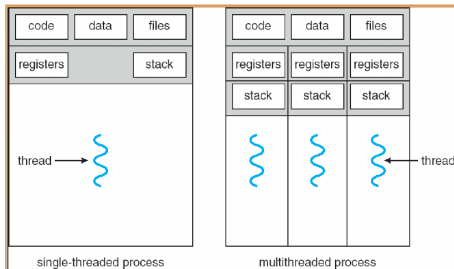 code data files
registers stack
thread
single-threaded process
code data files
registers registers registers
stack stack stack
thread
multithreaded process